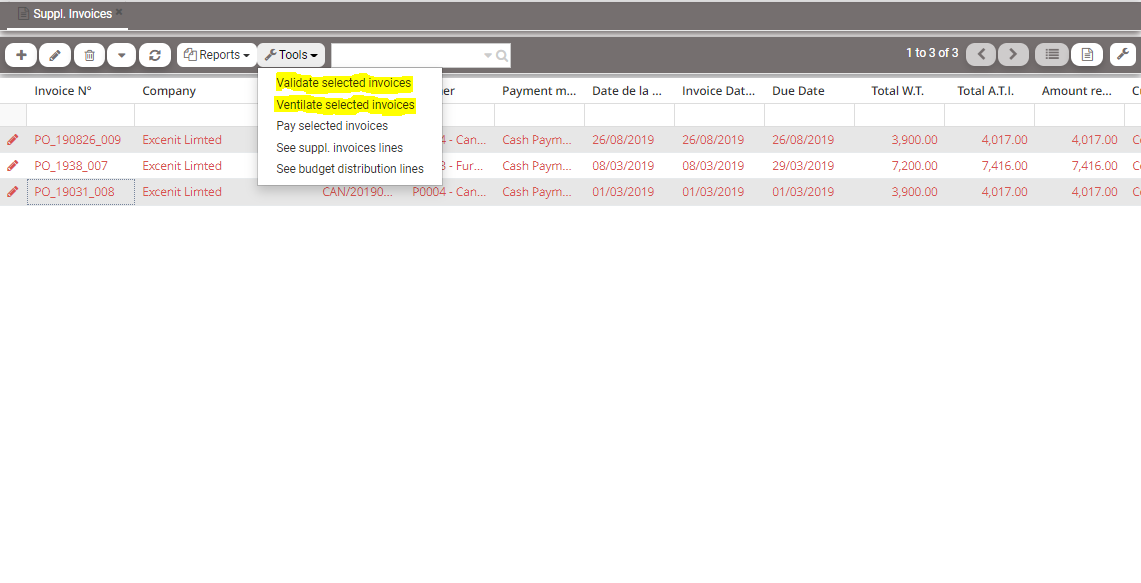 Suppl. Invoices
Reports Tools 1 to 3 of 3
Validate selected invoices
Ventilate selected invoices
Pay selected invoices
See suppl. invoices lines
See budget distribution lines
Invoice N° Company Payment m... Date de la ... Invoice Dat... Due Date Total W.T. Total A.T.I. Amount re...
PO_190826_009 Excenit Limted 4 - Can... Cash Paym... 26/08/2019 26/08/2019 26/08/2019 3,900.00 4,017.00 4,017.00
PO_1938_007 Excenit Limted - Fur... Cash Paym... 08/03/2019 08/03/2019 29/03/2019 7,200.00 7,416.00 7,416.00
PO_19031_008 Excenit Limted CAN/20190... P0004 - Can... Cash Paym... 01/03/2019 01/03/2019 01/03/2019 3,900.00 4,017.00 4,017.00